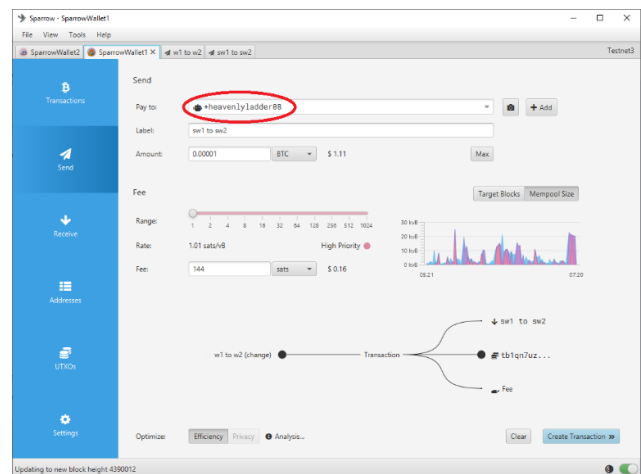 Sparrow - SparrowWallet1
File View Tools Help
SparrowWallet2 SparrowWallet1 × w1 to w2 sw1 to sw2 Testnet3
Transactions
Send
Receive
Addresses
UTXOs
Settings
Send
Pay to: +heavenlyladder0B + Add
Label: sw1 to sw2
Amount: 0.00001 BTC $ 1.11 Max
Fee Target Blocks Mempool Size
Range: 1 2 4 8 16 32 64 128 256 512 1024
Rate: 1.01 sats/vB High Priority
Fee: 144 sats $ 0.16
30 kvB
20 kvB
10 kvB
0 kvB
05:21 07:20
sw1 to sw2
w1 to w2 (change) Transaction tb1qn7uz...
Fee
Optimize: Efficiency Privacy Analysis... Clear Create Transaction »
Updating to new block height 4390012